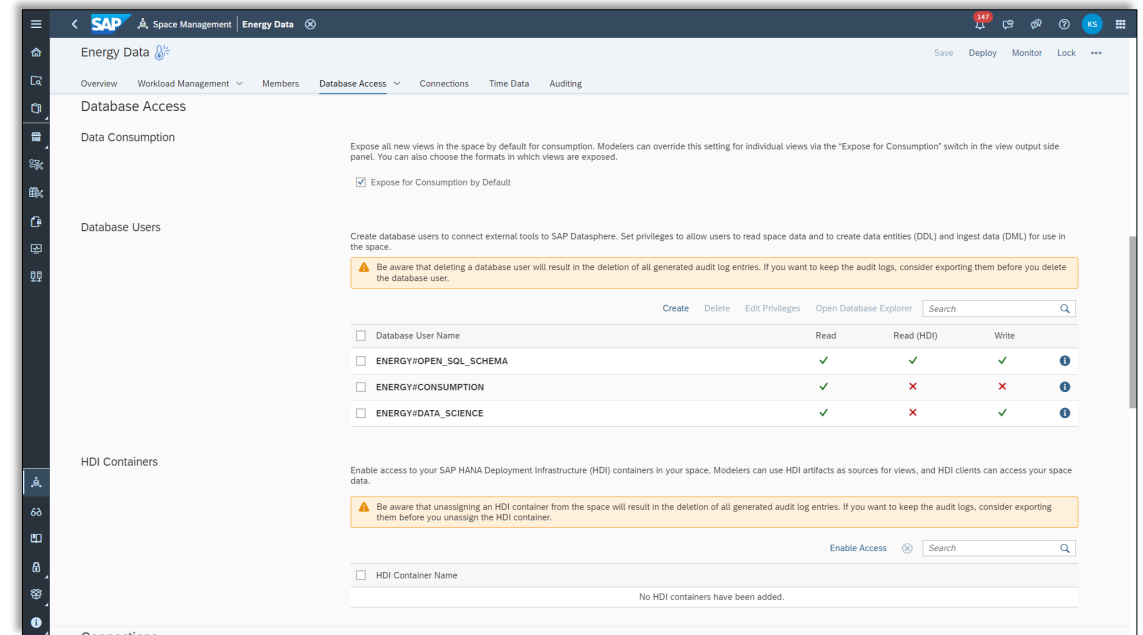 SAP Space Management Energy Data
147
KS
Energy Data
Save Deploy Monitor Lock
Overview Workload Management Members Database Access Connections Time Data Auditing
Database Access
Data Consumption
Expose all new views in the space by default for consumption. Modelers can override this setting for individual views via the "Expose for Consumption" switch in the view output side
panel. You can also choose the formats in which views are exposed.
Expose for Consumption by Default
Database Users
Create database users to connect external tools to SAP Datasphere. Set privileges to allow users to read space data and to create data entities (DDL) and ingest data (DML) for use in
the space.
Be aware that deleting a database user will result in the deletion of all generated audit log entries. If you want to keep the audit logs, consider exporting them before you delete
the database user.
Create Delete Edit Privileges Open Database Explorer Search
Database User Name Read Read (HDI) Write
ENERGY#OPEN_SQL_SCHEMA
ENERGY#CONSUMPTION
ENERGY#DATA_SCIENCE
HDI Containers
Enable access to your SAP HANA Deployment Infrastructure (HDI) containers in your space. Modelers can use HDI artifacts as sources for views, and HDI clients can access your space
data.
Be aware that unassigning an HDI container from the space will result in the deletion of all generated audit log entries. If you want to keep the audit logs, consider exporting
them before you unassign the HDI container.
Enable Access Search
HDI Container Name
No HDI containers have been added.
Connections